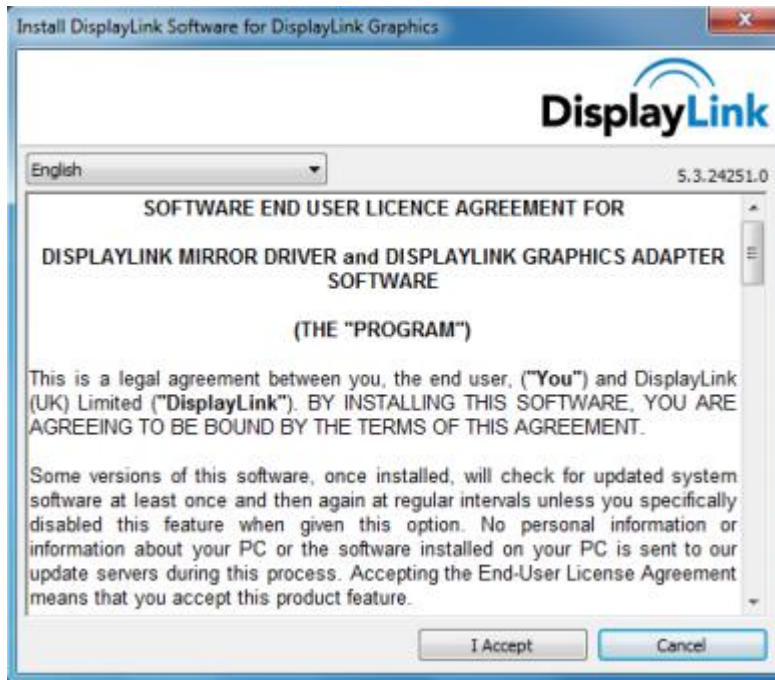 Install DisplayLink Software for DisplayLink Graphics
DisplayLink
English
5.3.24251.0
SOFTWARE END USER LICENCE AGREEMENT FOR
DISPLAYLINK MIRROR DRIVER and DISPLAYLINK GRAPHICS ADAPTER
SOFTWARE
(THE "PROGRAM")
This is a legal agreement between you, the end user, ("You") and DisplayLink
(UK) Limited ("DisplayLink"). BY INSTALLING THIS SOFTWARE, YOU ARE
AGREEING TO BE BOUND BY THE TERMS OF THIS AGREEMENT.
Some versions of this software, once installed, will check for updated system
software at least once and then again at regular intervals unless you specifically
disabled this feature when given this option. No personal information or
information about your PC or the software installed on your PC is sent to our
update servers during this process. Accepting the End-User License Agreement
means that you accept this product feature.
I Accept
Cancel